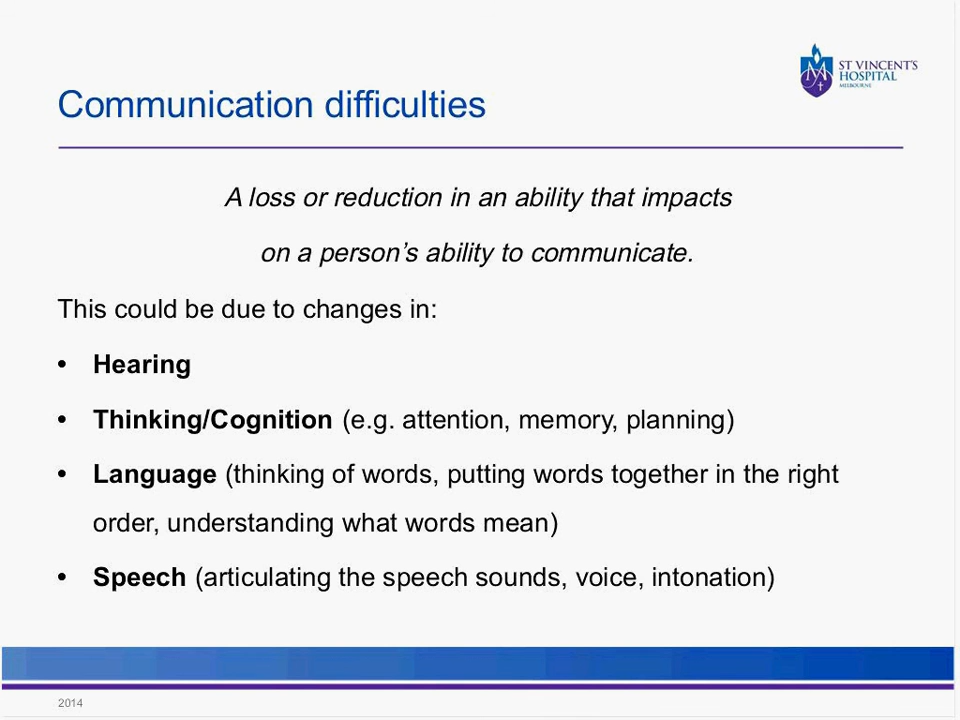 ST VINCENT'S
HOSPITAL
MELBOURNE
Communication difficulties
A loss or reduction in an ability that impacts
on a person’s ability to communicate.
This could be due to changes in:
• Hearing
• Thinking/Cognition (e.g. attention, memory, planning)
• Language (thinking of words, putting words together in the right
order, understanding what words mean)
• Speech (articulating the speech sounds, voice, intonation)
2014